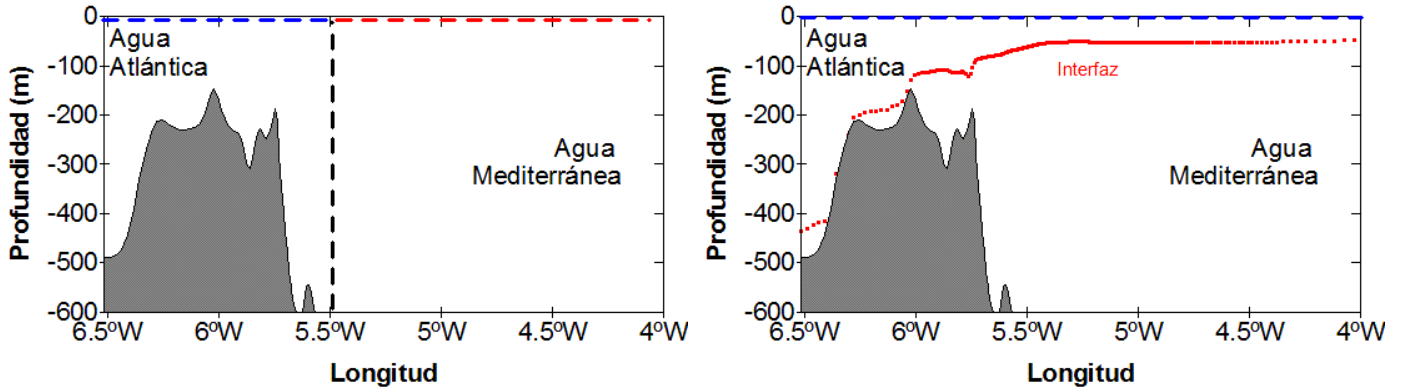 0
-100
-200
-300
-400
-500
-600
Profundidad (m)
Agua
Atlántica
Agua
Mediterránea
6.5ºW
6ºW
5.5ºW
5ºW
4.5ºW
4ºW
Longitud
0
-100
-200
-300
-400
-500
-600
Profundidad (m)
Agua
Atlántica
Interfaz
Agua
Mediterránea
6.5ºW
6ºW
5.5ºW
5ºW
4.5ºW
4ºW
Longitud